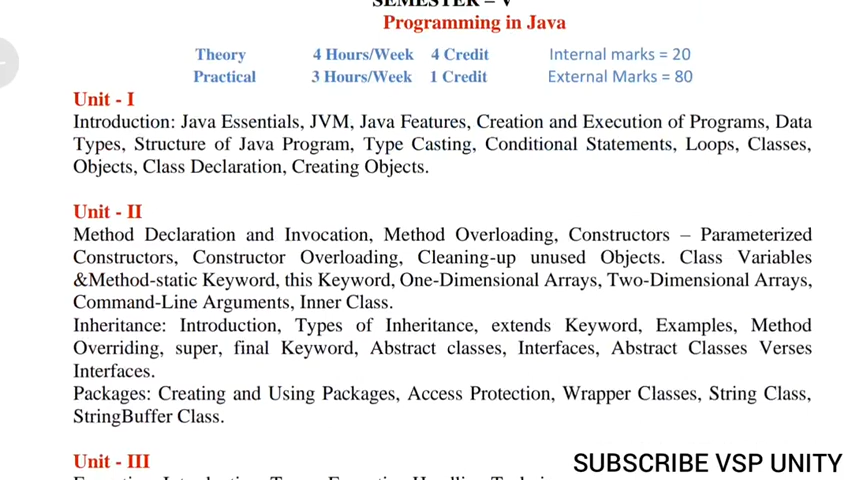 SEMESTER – V
Programming in Java
Theory 4 Hours/Week 4 Credit Internal marks = 20
Practical 3 Hours/Week 1 Credit External Marks = 80
Unit - I
Introduction: Java Essentials, JVM, Java Features, Creation and Execution of Programs, Data
Types, Structure of Java Program, Type Casting, Conditional Statements, Loops, Classes,
Objects, Class Declaration, Creating Objects.
Unit - II
Method Declaration and Invocation, Method Overloading, Constructors – Parameterized
Constructors, Constructor Overloading, Cleaning-up unused Objects. Class Variables
&Method-static Keyword, this Keyword, One-Dimensional Arrays, Two-Dimensional Arrays,
Command-Line Arguments, Inner Class.
Inheritance: Introduction, Types of Inheritance, extends Keyword, Examples, Method
Overriding, super, final Keyword, Abstract classes, Interfaces, Abstract Classes Verses
Interfaces.
Packages: Creating and Using Packages, Access Protection, Wrapper Classes, String Class,
StringBuffer Class.
Unit - III
SUBSCRIBE VSP UNITY